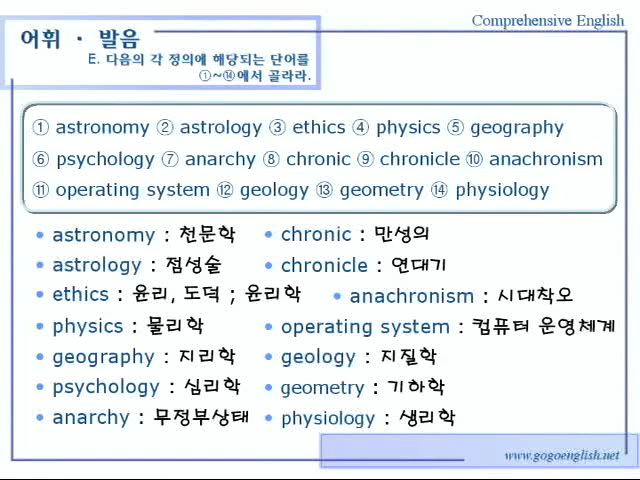 Comprehensive English
어휘 · 발음
E. 다음의 각 정의에 해당되는 단어를
①~⑭에서 골라라.
① astronomy ② astrology ③ ethics ④ physics ⑤ geography
⑥ psychology ⑦ anarchy ⑧ chronic ⑨ chronicle ⑩ anachronism
⑪ operating system ⑫ geology ⑬ geometry ⑭ physiology
• astronomy : 천문학 • chronic : 만성의
• astrology : 점성술 • chronicle : 연대기
• ethics : 윤리, 도덕 ; 윤리학 • anachronism : 시대착오
• physics : 물리학 • operating system : 컴퓨터 운영체계
• geography : 지리학 • geology : 지질학
• psychology : 심리학 • geometry : 기하학
• anarchy : 무정부상태 • physiology : 생리학
www.gogoenglish.net